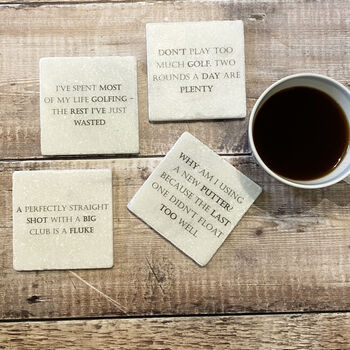 DON'T PLAY TOO
MUCH GOLF. TWO
ROUNDS A DAY ARE
PLENTY
I'VE SPENT MOST
OF MY LIFE GOLFING –
THE REST I'VE JUST
WASTED
WHY AM I USING
A NEW PUTTER?
BECAUSE THE LAST
ONE DIDN'T FLOAT
TOO WELL
A PERFECTLY STRAIGHT
SHOT WITH A BIG
CLUB IS A FLUKE